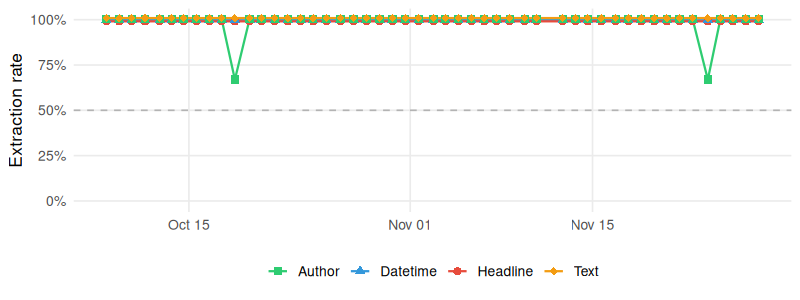 Extraction rate
100%
75%
50%
25%
0%
Oct 15 Nov 01 Nov 15
Author Datetime Headline Text